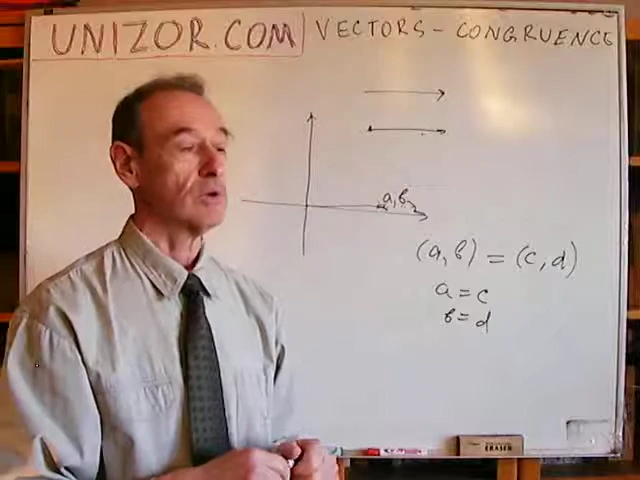 UNIZOR.COM
VECTORS - CONGRUENCE
a, b
(a, b) = (c, d)
a = c
b = d
ERASER